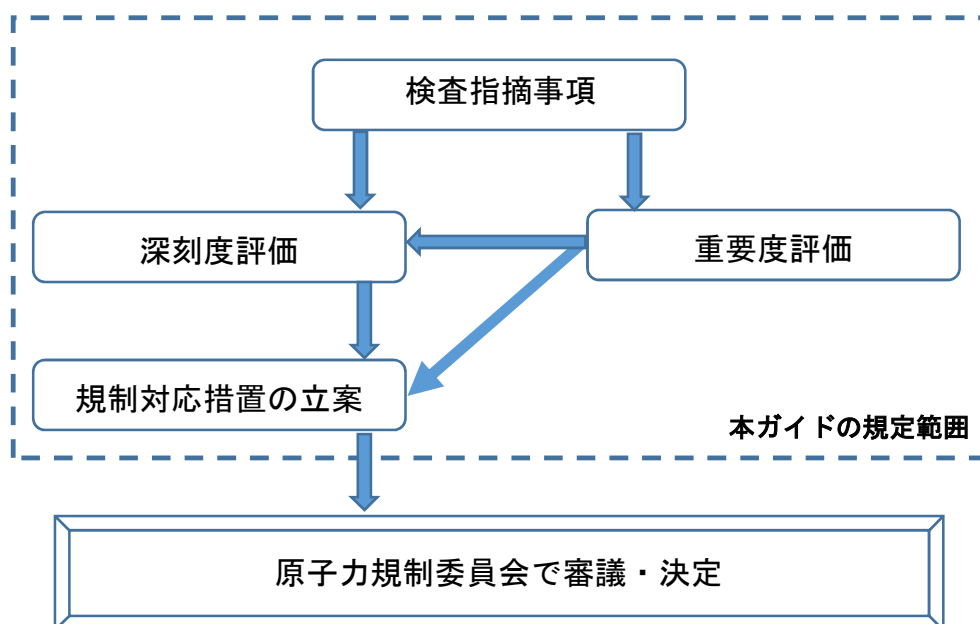 検査指摘事項
深刻度評価
重要度評価
規制対応措置の立案
本ガイドの規定範囲
原子力規制委員会で審議・決定